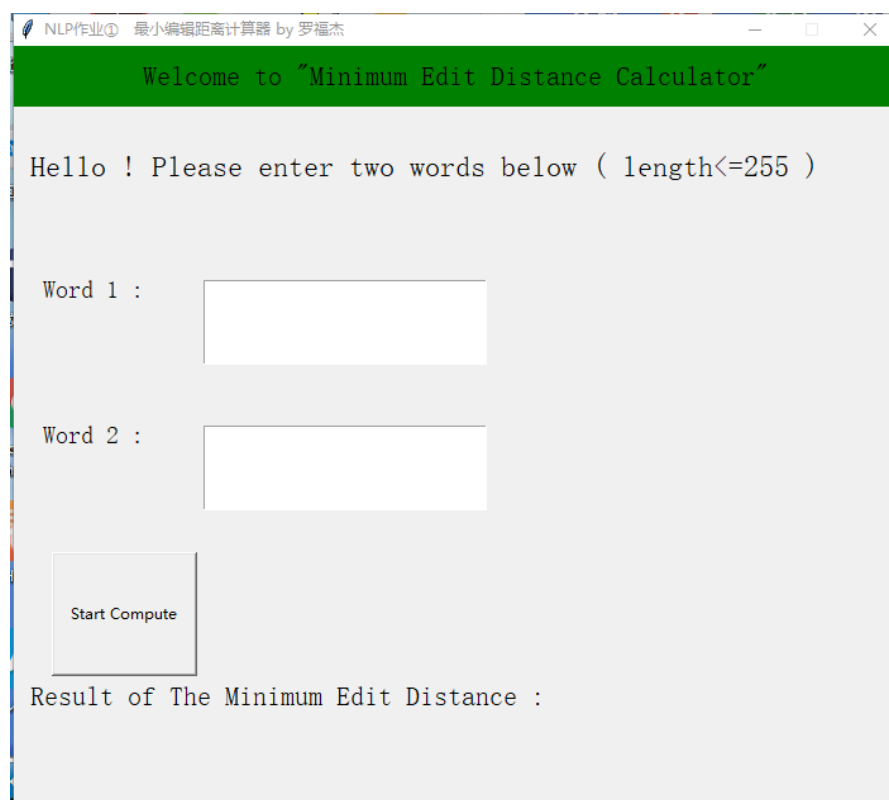 NLP作业① 最小编辑距离计算器 by 罗福杰
Welcome to "Minimum Edit Distance Calculator"
Hello ! Please enter two words below ( length<=255 )
Word 1 :
Word 2 :
Start Compute
Result of The Minimum Edit Distance :